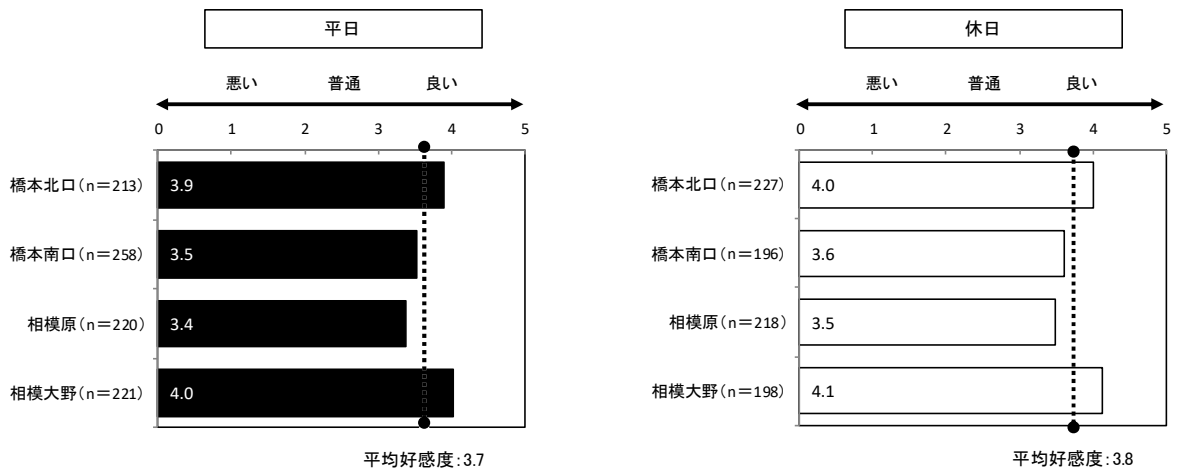 平日
悪い 普通 良い
0 1 2 3 4 5
橋本北口(n=213) 3.9
橋本南口(n=258) 3.5
相模原(n=220) 3.4
相模大野(n=221) 4.0
平均好感度:3.7
休日
悪い 普通 良い
0 1 2 3 4 5
橋本北口(n=227) 4.0
橋本南口(n=196) 3.6
相模原(n=218) 3.5
相模大野(n=198) 4.1
平均好感度:3.8